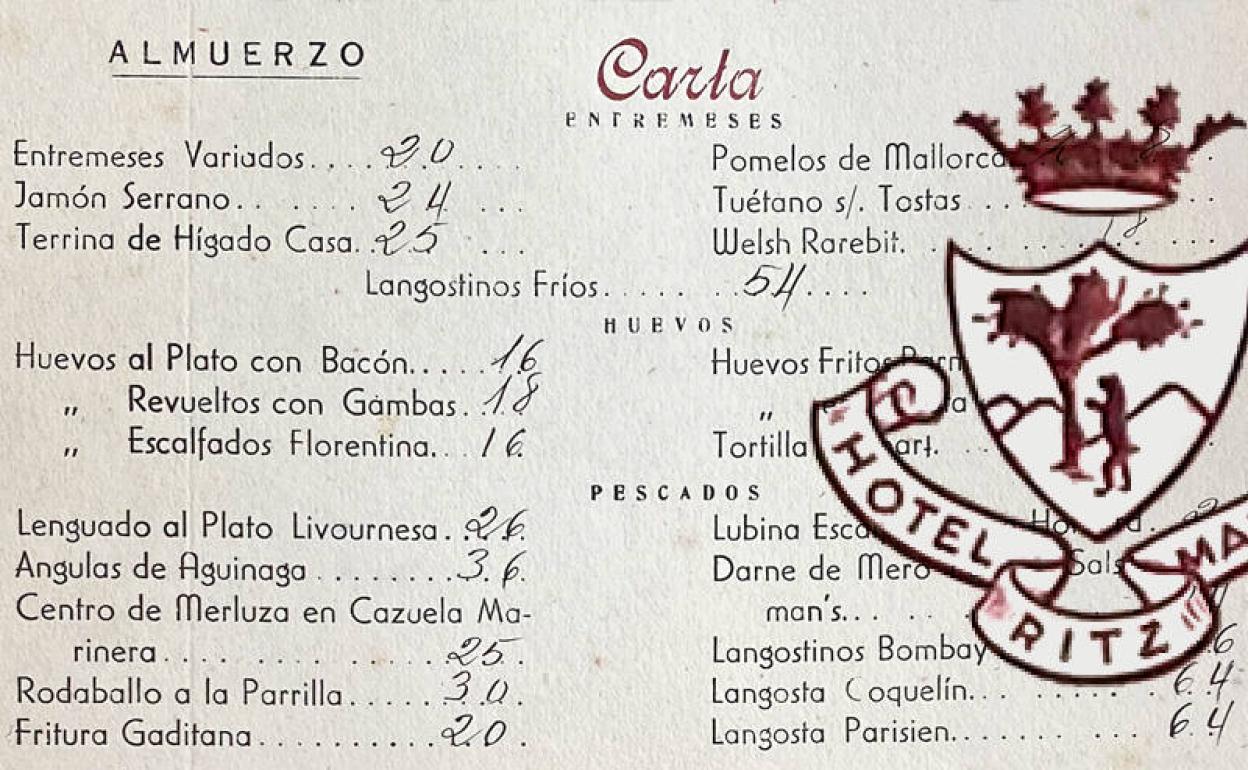 ALMUERZO
Carta
ENTREMESES
Entremeses Variados.... 20....
Jamón Serrano.. ..... 24 ...
Terrina de Hígado Casa.. 25 ...
Pomelos de Mallorca
Tuétano s/. Tostas ...
Welsh Rarebit. ....... 18 ...
Langostinos Fríos..... .. 54....
HUEVOS
Huevos al Plato con Bacón..... 16
„ Revueltos con Gambas. .18
„ Escalfados Florentina. .. 16
Huevos Fritos
„
Tortilla
PESCADOS
Lenguado al Plato Livournesa. .26.
Angulas de Aguinaga ........ 36.
Centro de Merluza en Cazuela Ma-
rinera............... 25.
Rodaballo a la Parrilla..... .30.
Fritura Gaditana.......... 20 .
Lubina
Darne de Mero
man's.. ..
Langostinos Bombay
Langosta Coquelín.. ..... . 64
Langosta Parisien....... ... 64
HOTEL
RITZ